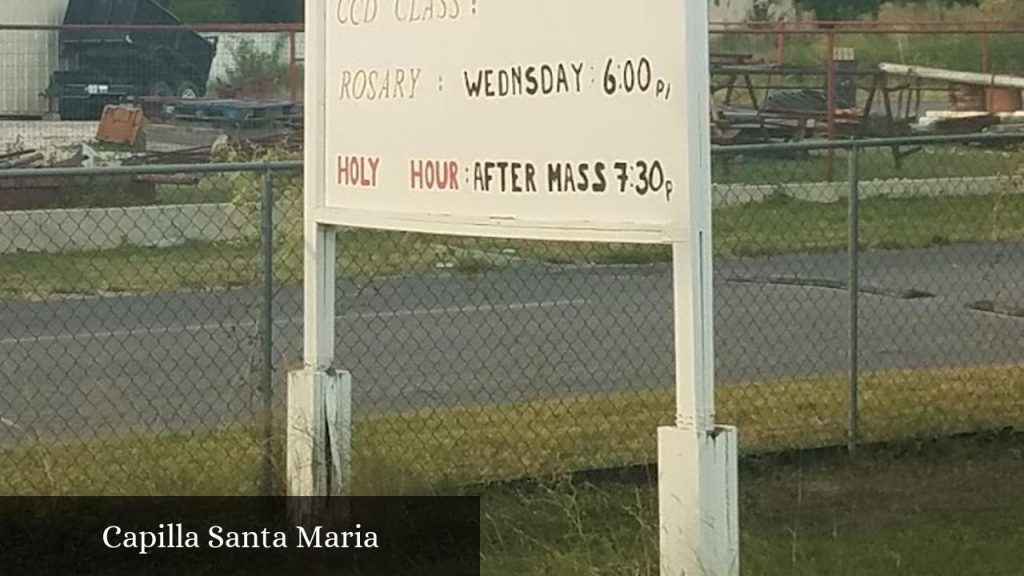 CCD CLASS:
ROSARY : WEDNSDAY: 6:00 P
HOLY HOUR: AFTER MASS 7:30 P
Capilla Santa Maria